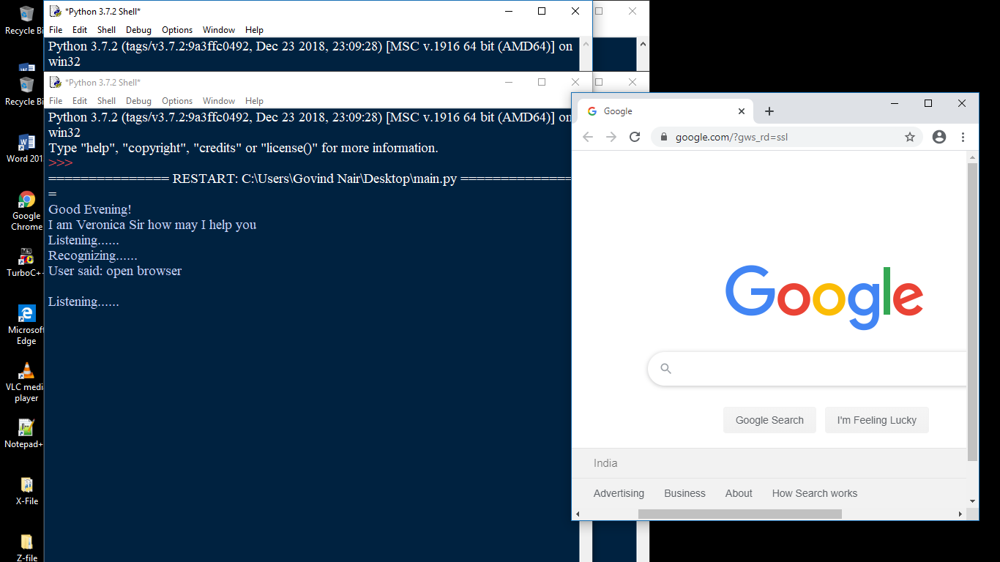 Recycle Bi
*Python 3.7.2 Shell*
File Edit Shell Debug Options Window Help
Python 3.7.2 (tags/v3.7.2:9a3ffc0492, Dec 23 2018, 23:09:28) [MSC v.1916 64 bit (AMD64)] on
win32
Recycle Bi
Word 201
Google
Chrome
TurboC+-
Microsof
Edge
VLC medi
player
Notepad+
X-File
Z-file
*Python 3.7.2 Shell*
File Edit Shell Debug Options Window Help
Python 3.7.2 (tags/v3.7.2:9a3ffc0492, Dec 23 2018, 23:09:28) [MSC v.1916 64 bit (AMD64)] on
win32
Type "help", "copyright", "credits" or "license()" for more information.
>>>
=============== RESTART: C:\Users\Govind Nair\Desktop\main.py ==============
=
Good Evening!
I am Veronica Sir how may I help you
Listening......
Recognizing......
User said: open browser
Listening......
Google
google.com/?gws_rd=ssl
Google
Google Search I'm Feeling Lucky
India
Advertising Business About How Search works